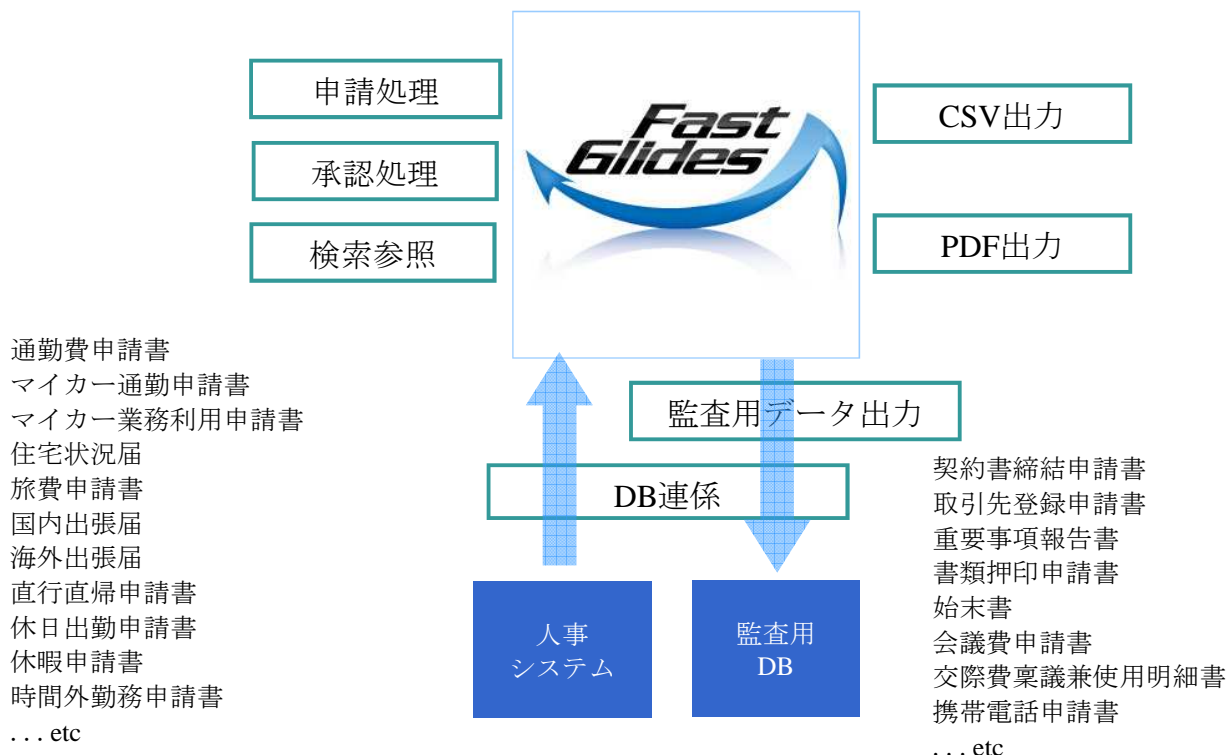 申請処理
承認処理
検索参照
Fast
Glides
CSV出力
PDF出力
通勤費申請書
マイカー通勤申請書
マイカー業務利用申請書
住宅状況届
旅費申請書
国内出張届
海外出張届
直行直帰申請書
休日出勤申請書
休暇申請書
時間外勤務申請書
. . . etc
監査用データ出力
DB連係
人事
システム
監査用
DB
契約書締結申請書
取引先登録申請書
重要事項報告書
書類押印申請書
始末書
会議費申請書
交際費稟議兼使用明細書
携帯電話申請書
. . . etc